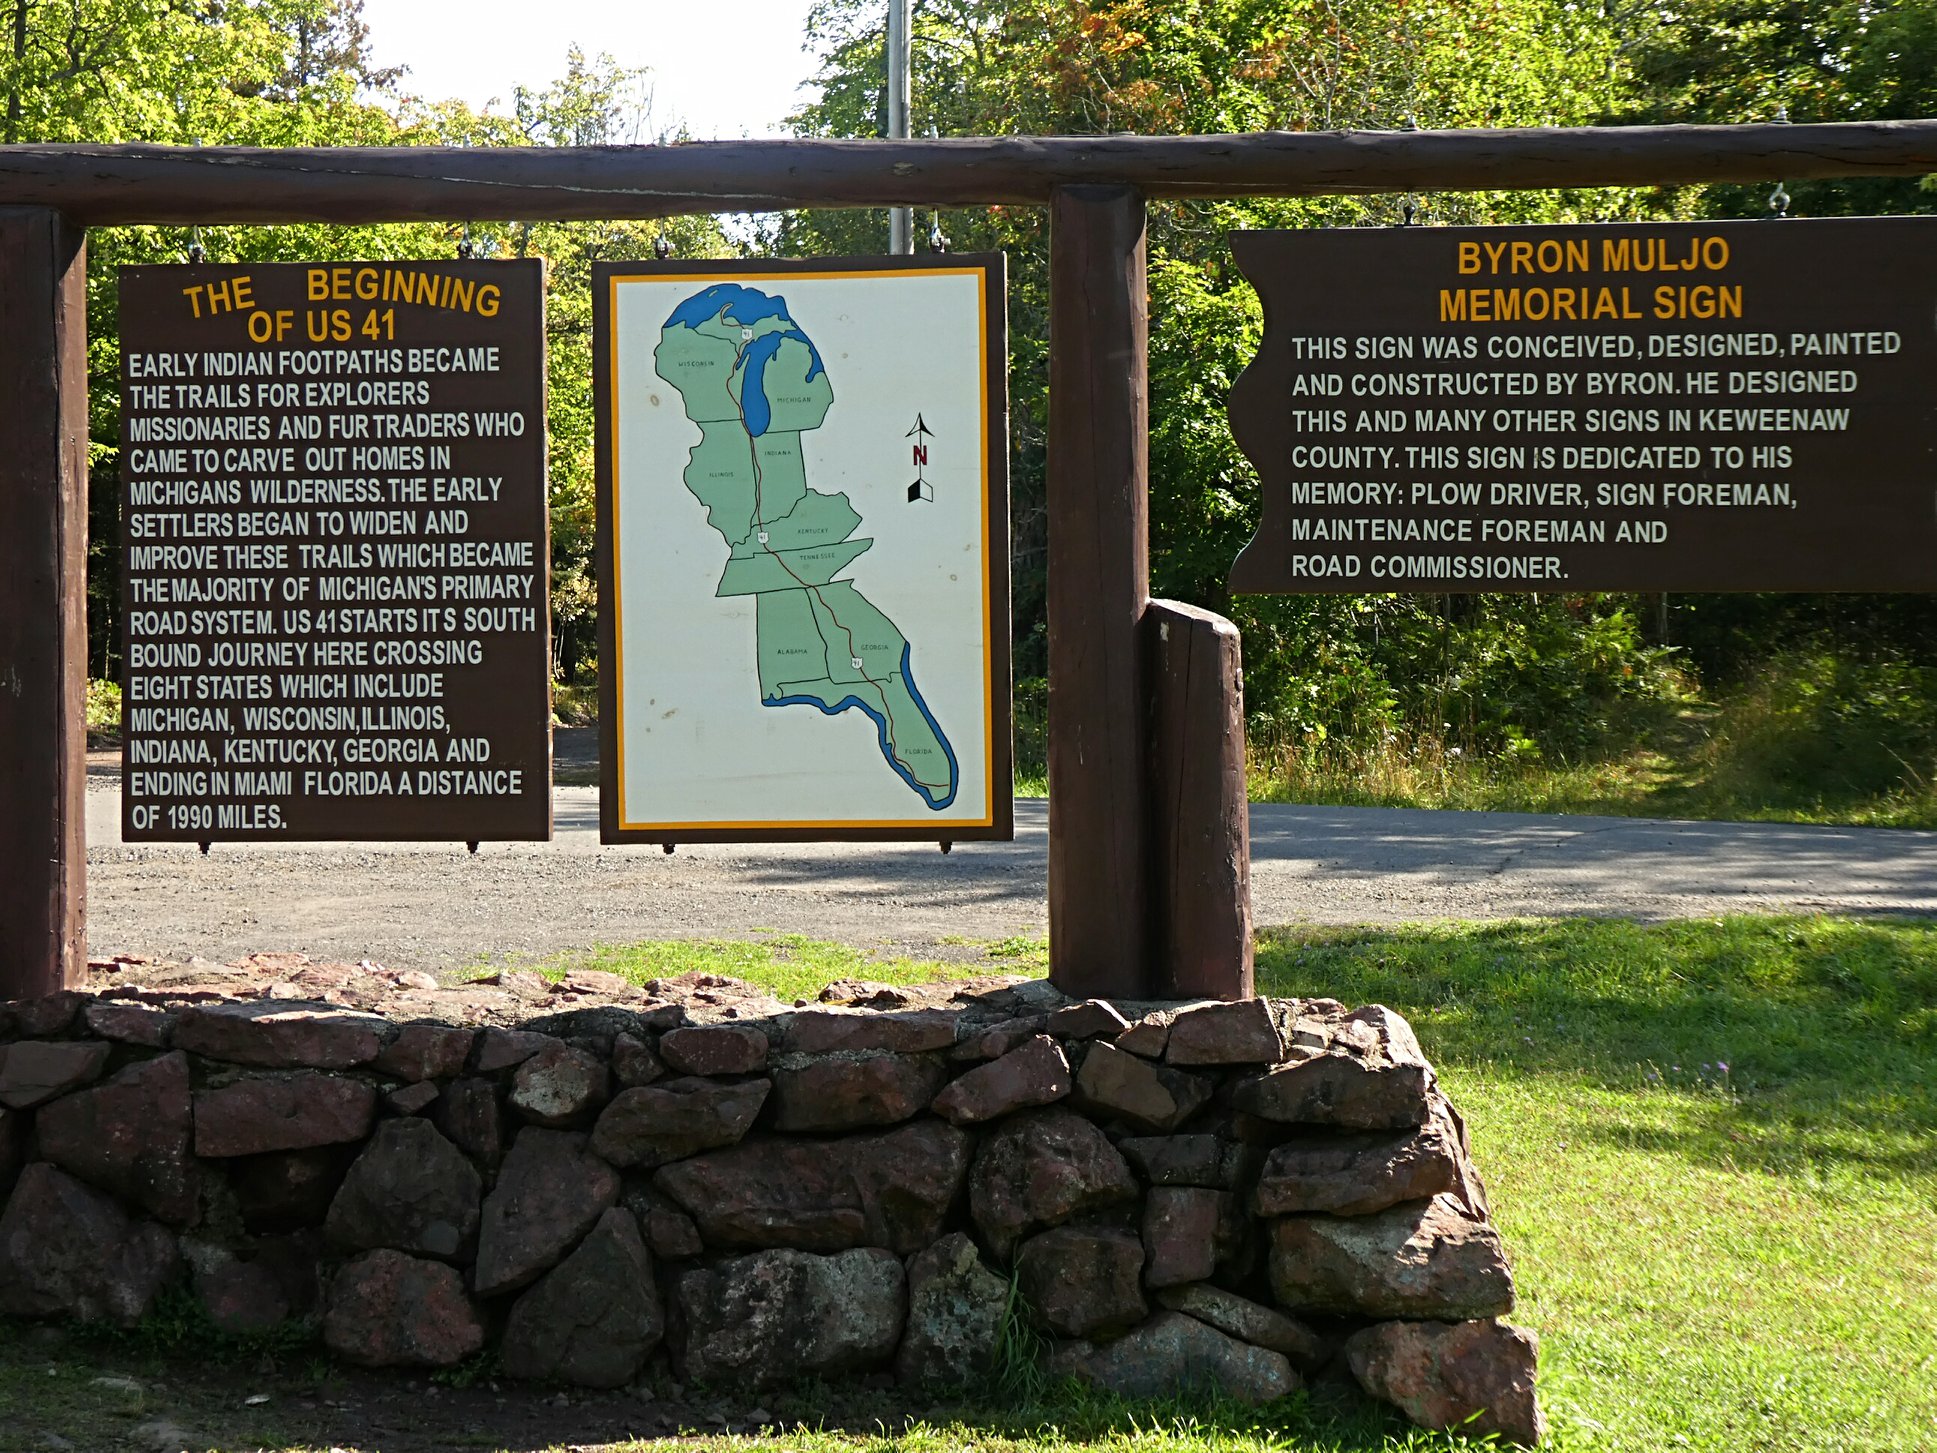 THE BEGINNING
OF US 41
EARLY INDIAN FOOTPATHS BECAME
THE TRAILS FOR EXPLORERS
MISSIONARIES AND FUR TRADERS WHO
CAME TO CARVE OUT HOMES IN
MICHIGANS WILDERNESS. THE EARLY
SETTLERS BEGAN TO WIDEN AND
IMPROVE THESE TRAILS WHICH BECAME
THE MAJORITY OF MICHIGAN'S PRIMARY
ROAD SYSTEM. US 41 STARTS ITS SOUTH
BOUND JOURNEY HERE CROSSING
EIGHT STATES WHICH INCLUDE
MICHIGAN, WISCONSIN, ILLINOIS,
INDIANA, KENTUCKY, GEORGIA AND
ENDING IN MIAMI FLORIDA A DISTANCE
OF 1990 MILES.
41
WISCONSIN
MICHIGAN
INDIANA
ILLINOIS
KENTUCKY
41
TENNESSEE
ALABAMA
GEORGIA
41
FLORIDA
N
BYRON MULJO
MEMORIAL SIGN
THIS SIGN WAS CONCEIVED, DESIGNED, PAINTED
AND CONSTRUCTED BY BYRON. HE DESIGNED
THIS AND MANY OTHER SIGNS IN KEWEENAW
COUNTY. THIS SIGN IS DEDICATED TO HIS
MEMORY: PLOW DRIVER, SIGN FOREMAN,
MAINTENANCE FOREMAN AND
ROAD COMMISSIONER.